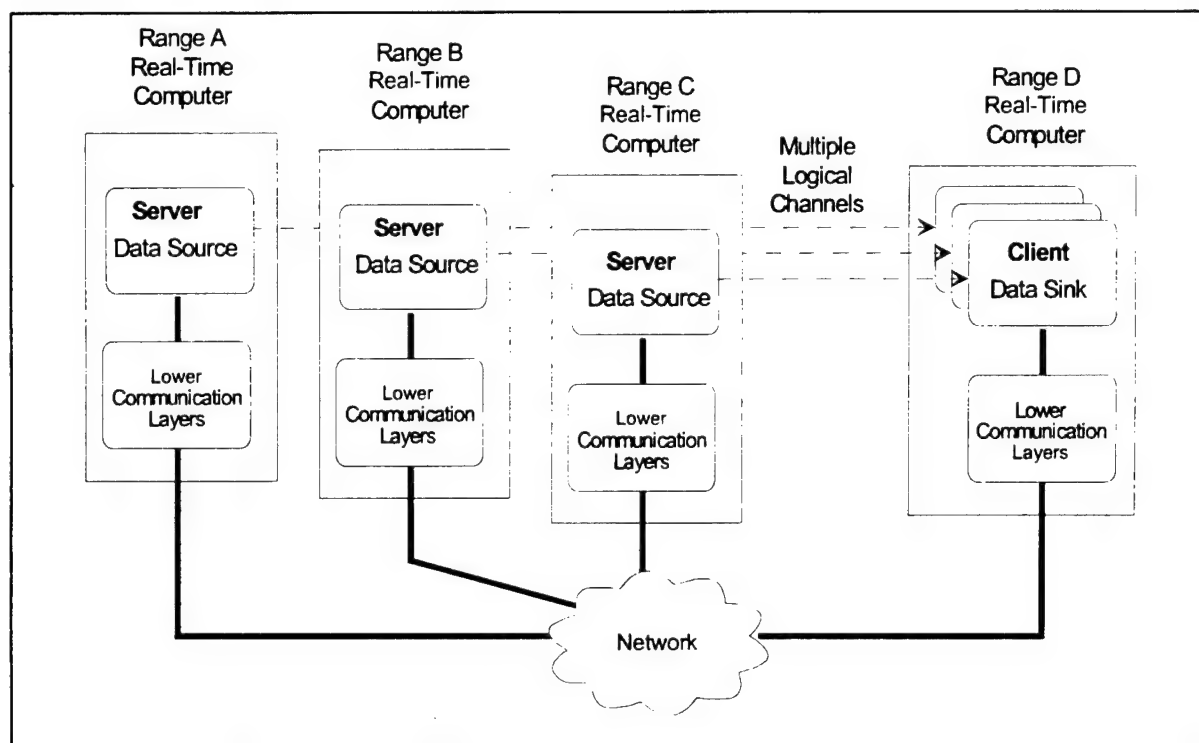 Range A
Real-Time
Computer
Range B
Real-Time
Computer
Range C
Real-Time
Computer
Range D
Real-Time
Computer
Multiple
Logical
Channels
Server
Data Source
Server
Data Source
Server
Data Source
Client
Data Sink
Lower
Communication
Layers
Lower
Communication
Layers
Lower
Communication
Layers
Lower
Communication
Layers
Network